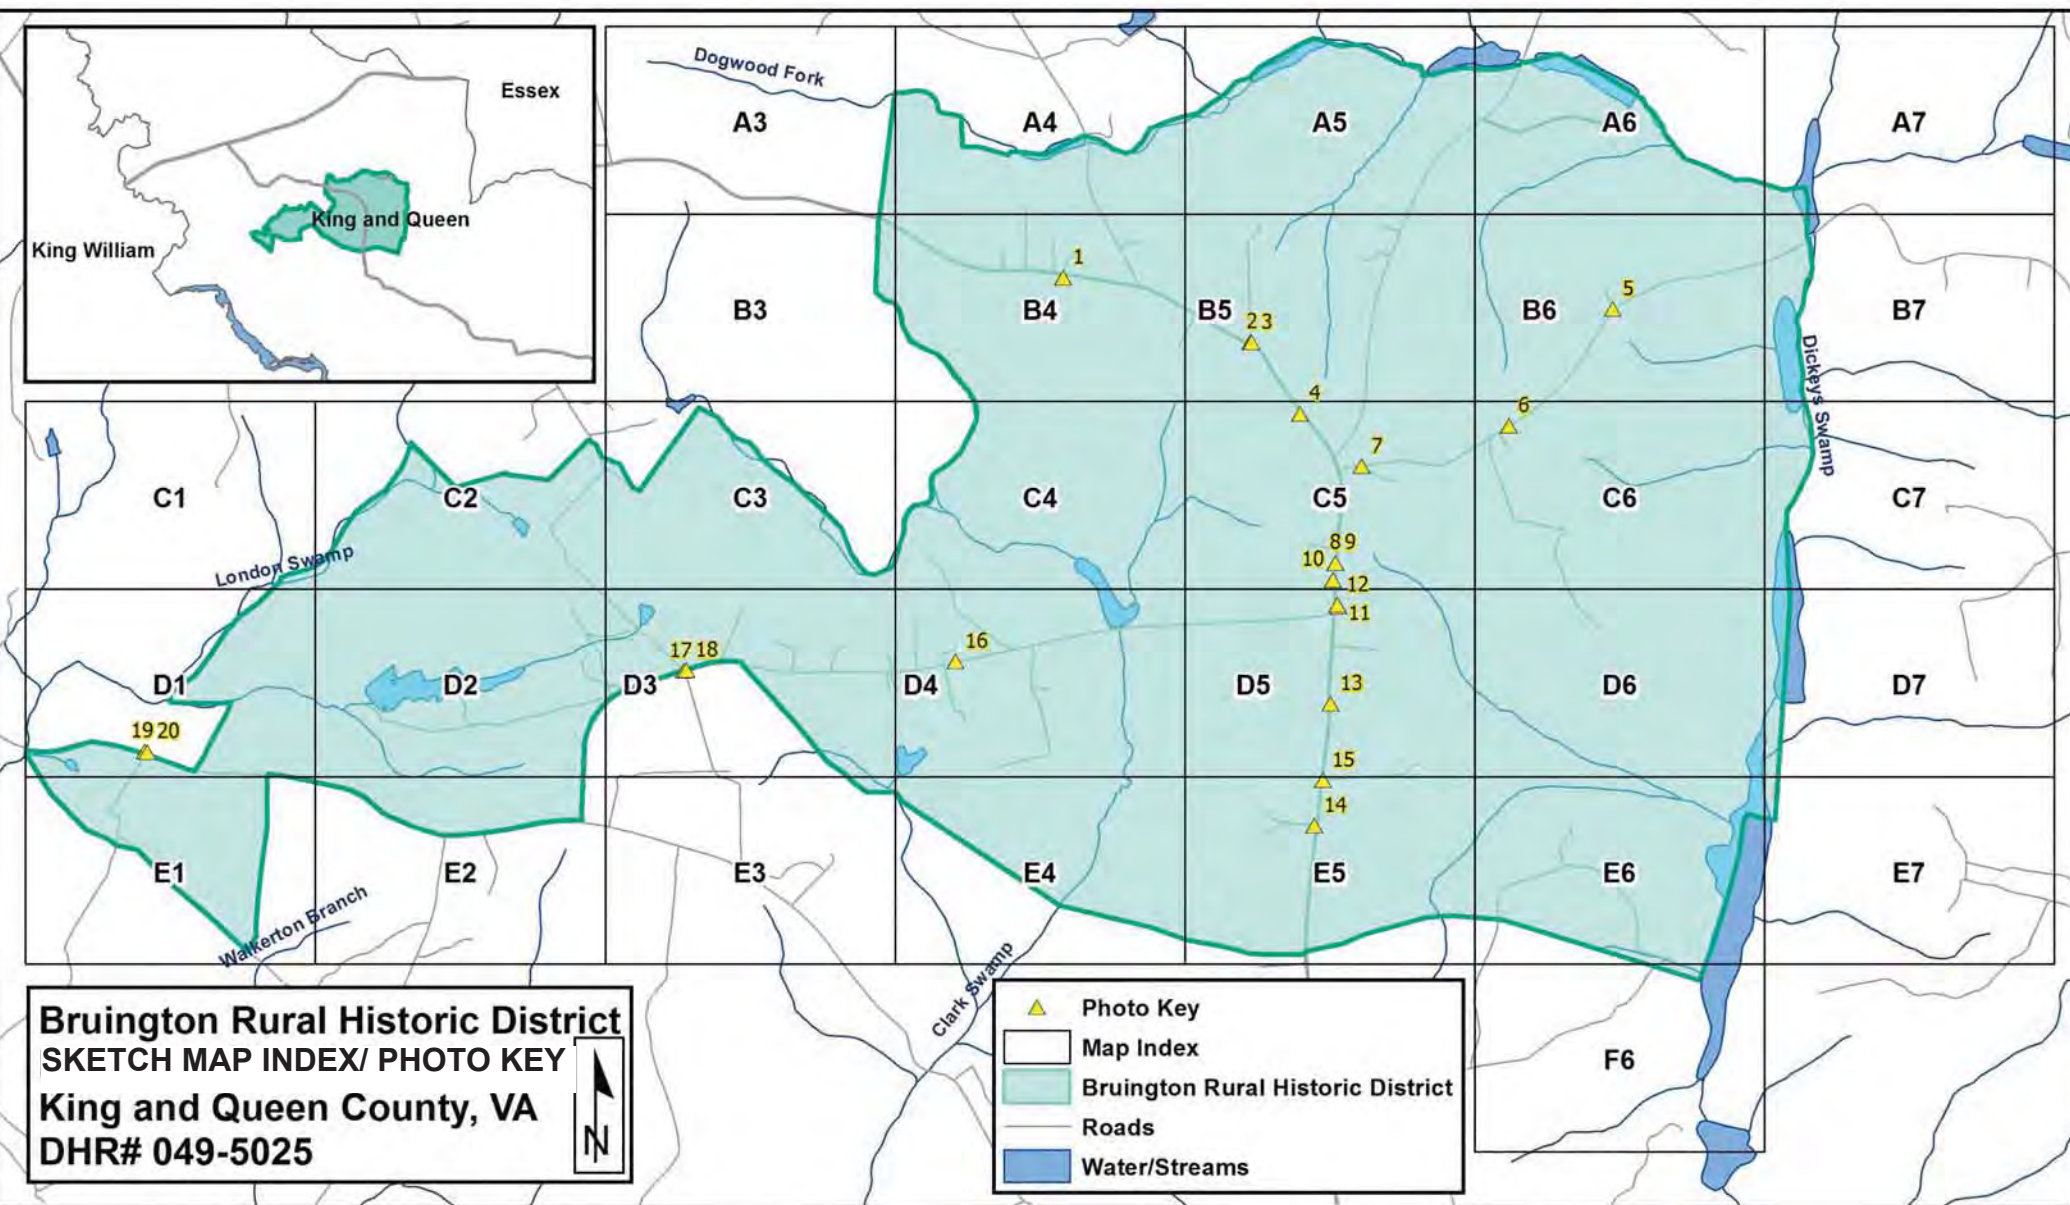 Essex
King and Queen
King William
Dogwood Fork
A3
A4
A5
A6
A7
B3
B4
B5
B6
B7
1
2 3
4
5
6
7
Dickeys Swamp
C1
C2
C3
C4
C5
C6
C7
London Swamp
8 9
10
12
11
D1
D2
D3
D4
D5
D6
D7
16
17 18
13
19 20
15
14
E1
E2
E3
E4
E5
E6
E7
Walkerton Branch
Clark Swamp
F6
Bruington Rural Historic District
SKETCH MAP INDEX/ PHOTO KEY
King and Queen County, VA
DHR# 049-5025
N
Photo Key
Map Index
Bruington Rural Historic District
Roads
Water/Streams